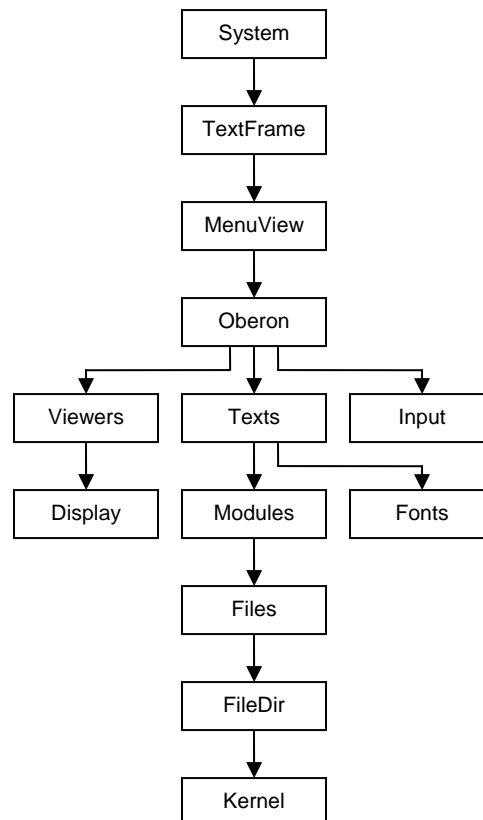 System
TextFrame
MenuView
Oberon
Viewers
Texts
Input
Display
Modules
Fonts
Files
FileDir
Kernel